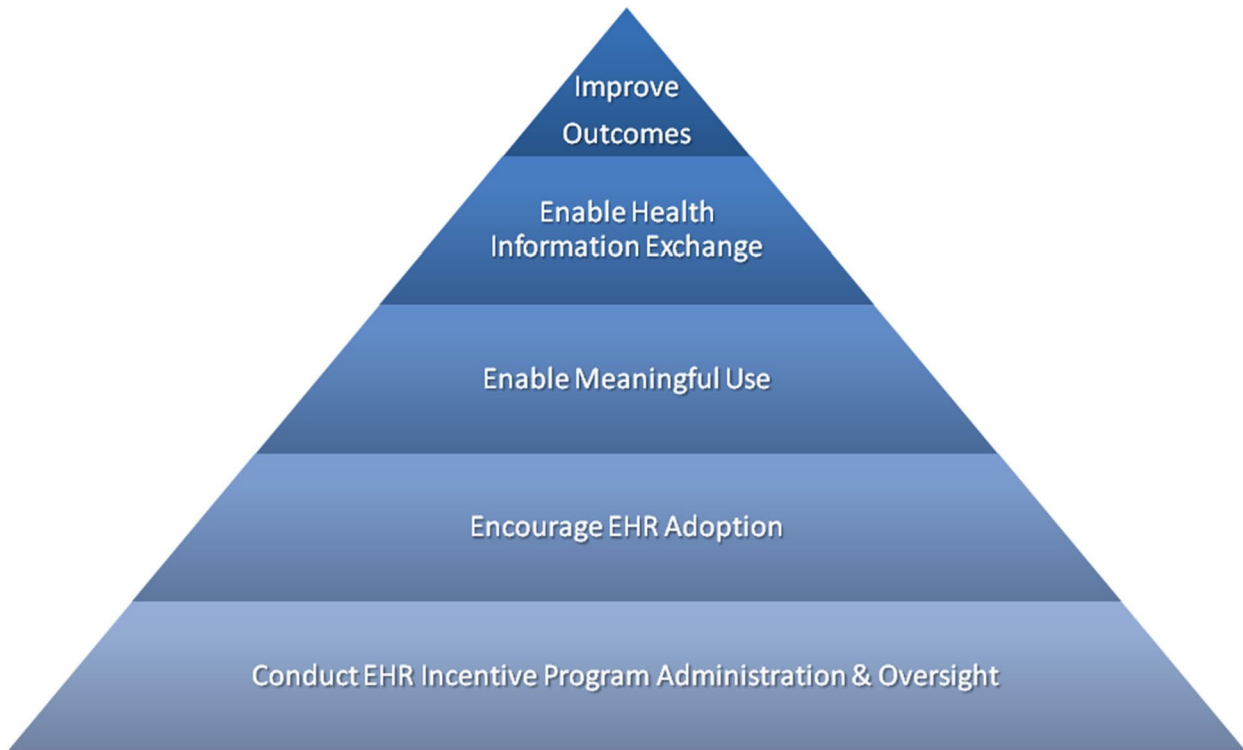 Improve
Outcomes
Enable Health
Information Exchange
Enable Meaningful Use
Encourage EHR Adoption
Conduct EHR Incentive Program Administration & Oversight